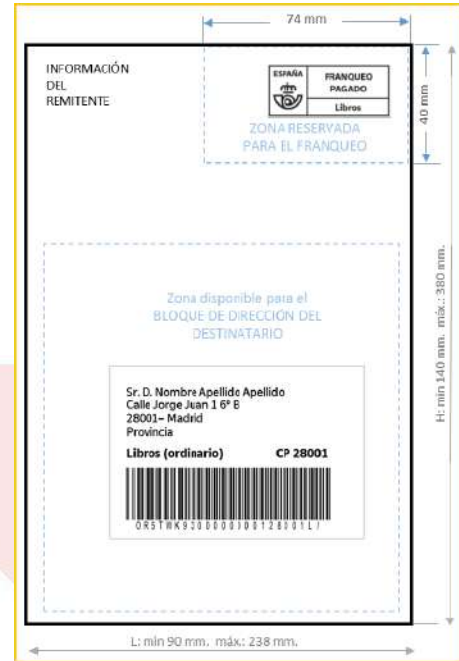 74 mm
INFORMACIÓN
DEL
REMITENTE
ESPAÑA
FRANQUEO
PAGADO
Libros
40 mm
ZONA RESERVADA
PARA EL FRANQUEO
H: min 140 mm. máx.: 380 mm.
Zona disponible para el
BLOQUE DE DIRECCIÓN DEL
DESTINATARIO
Sr. D. Nombre Apellido Apellido
Calle Jorge Juan 1 6º B
28001– Madrid
Provincia
Libros (ordinario) CP 28001
L: min 90 mm. máx.: 238 mm.